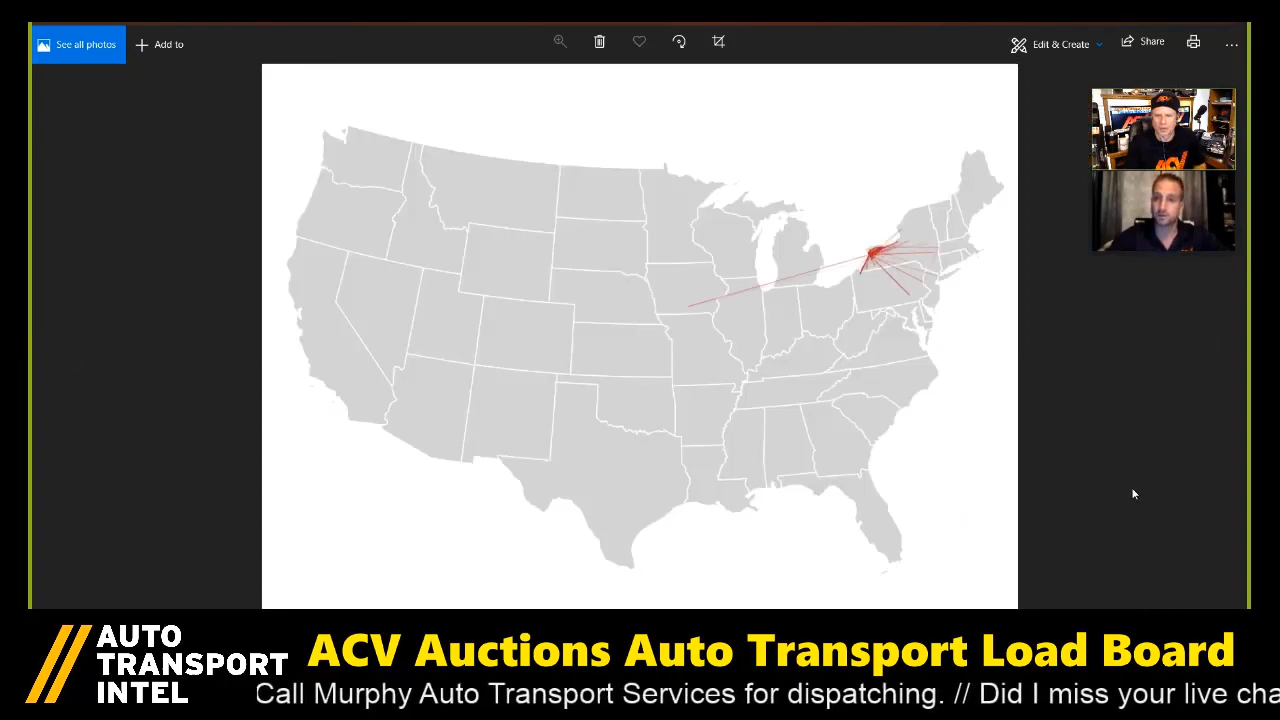 See all photos
Add to
Edit & Create
Share
ACV
AUTO
TRANSPORT
INTEL
ACV Auctions Auto Transport Load Board
Call Murphy Auto Transport Services for dispatching. // Did I miss your live cha